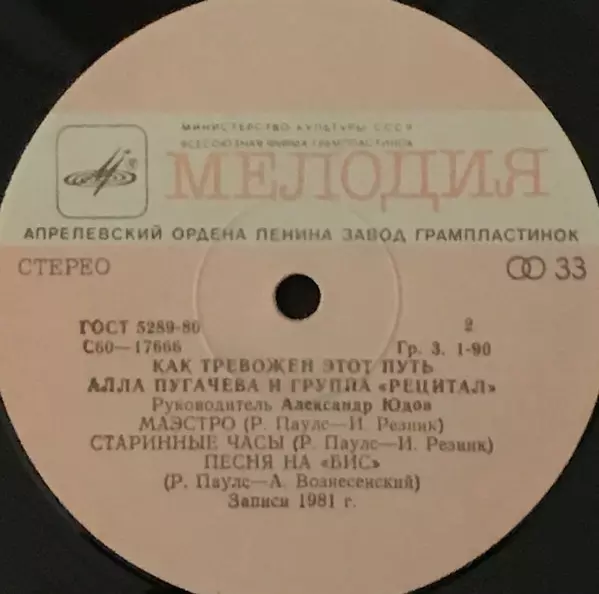 МИНИСТЕРСТВО КУЛЬТУРЫ СССР
ВСЕСОЮЗНАЯ ФИРМА ГРАМПЛАСТИНОК
МЕЛОДИЯ
АПРЕЛЕВСКИЙ ОРДЕНА ЛЕНИНА ЗАВОД ГРАМПЛАСТИНОК
СТЕРЕО 33
ГОСТ 5289-80 2
С60—17666 Гр. 3. 1-90
КАК ТРЕВОЖЕН ЭТОТ ПУТЬ
АЛЛА ПУГАЧЕВА И ГРУППА «РЕЦИТАЛ»
Руководитель Александр Юдов
МАЭСТРО (Р. Паулс—И. Резник)
СТАРИННЫЕ ЧАСЫ (Р. Паулс—И. Резник)
ПЕСНЯ НА «БИС»
(Р. Паулс—А. Вознесенский)
Записи 1981 г.